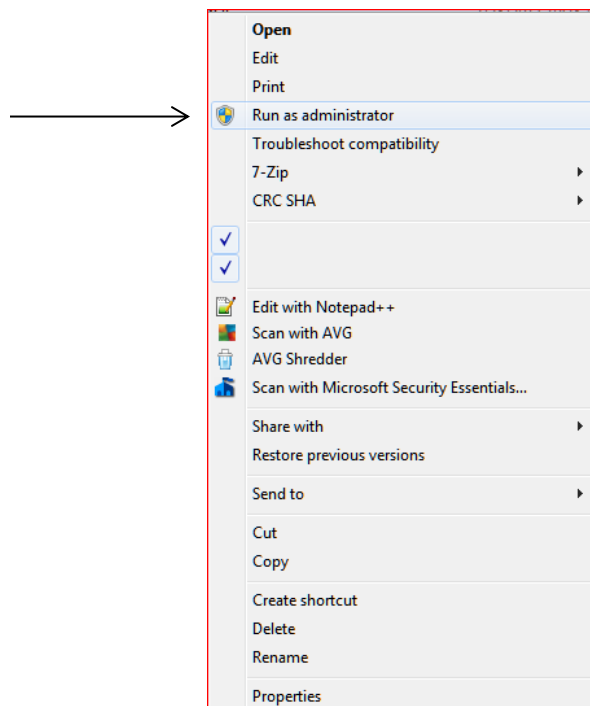 Open
Edit
Print
Run as administrator
Troubleshoot compatibility
7-Zip
CRC SHA
Edit with Notepad++
Scan with AVG
AVG Shredder
Scan with Microsoft Security Essentials...
Share with
Restore previous versions
Send to
Cut
Copy
Create shortcut
Delete
Rename
Properties